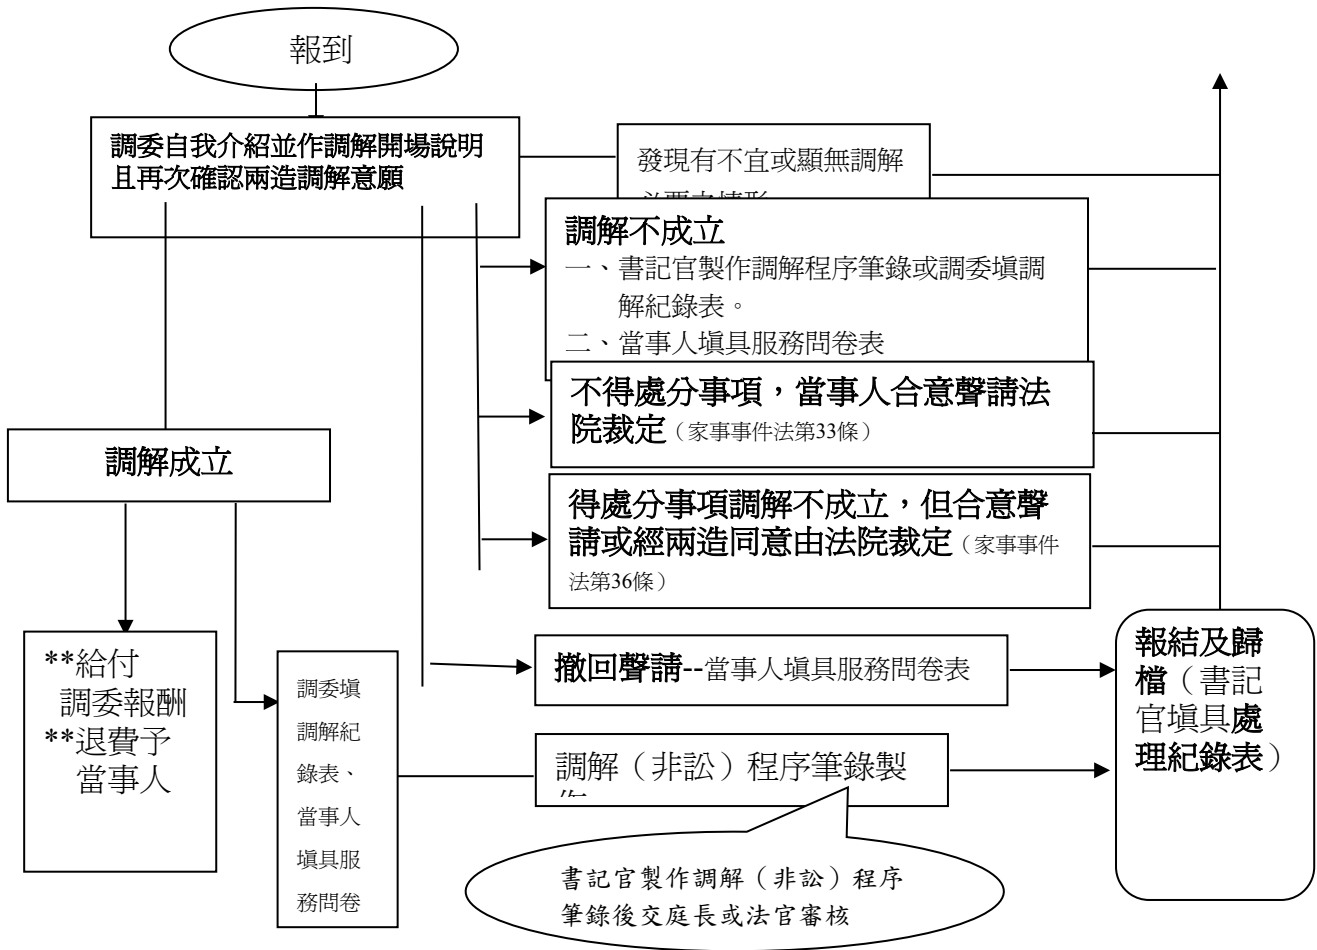 報到
調委自我介紹並作調解開場說明
且再次確認兩造調解意願
發現有不宜或顯無調解
調解不成立
一、書記官製作調解程序筆錄或調委填調
解紀錄表。
二、當事人填具服務問卷表
不得處分事項，當事人合意聲請法
院裁定（家事事件法第33條）
調解成立
得處分事項調解不成立，但合意聲
請或經兩造同意由法院裁定（家事事件
法第36條）
**給付
調委報酬
**退費予
當事人
調委填
調解紀
錄表、
當事人
填具服
務問卷
撤回聲請--當事人填具服務問卷表
調解（非訟）程序筆錄製
書記官製作調解（非訟）程序
筆錄後交庭長或法官審核
報結及歸
檔（書記
官填具處
理紀錄表）